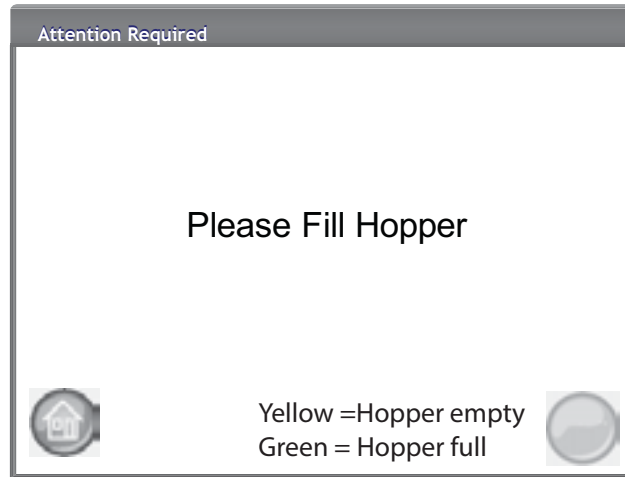 Attention Required
Please Fill Hopper
Yellow =Hopper empty
Green = Hopper full